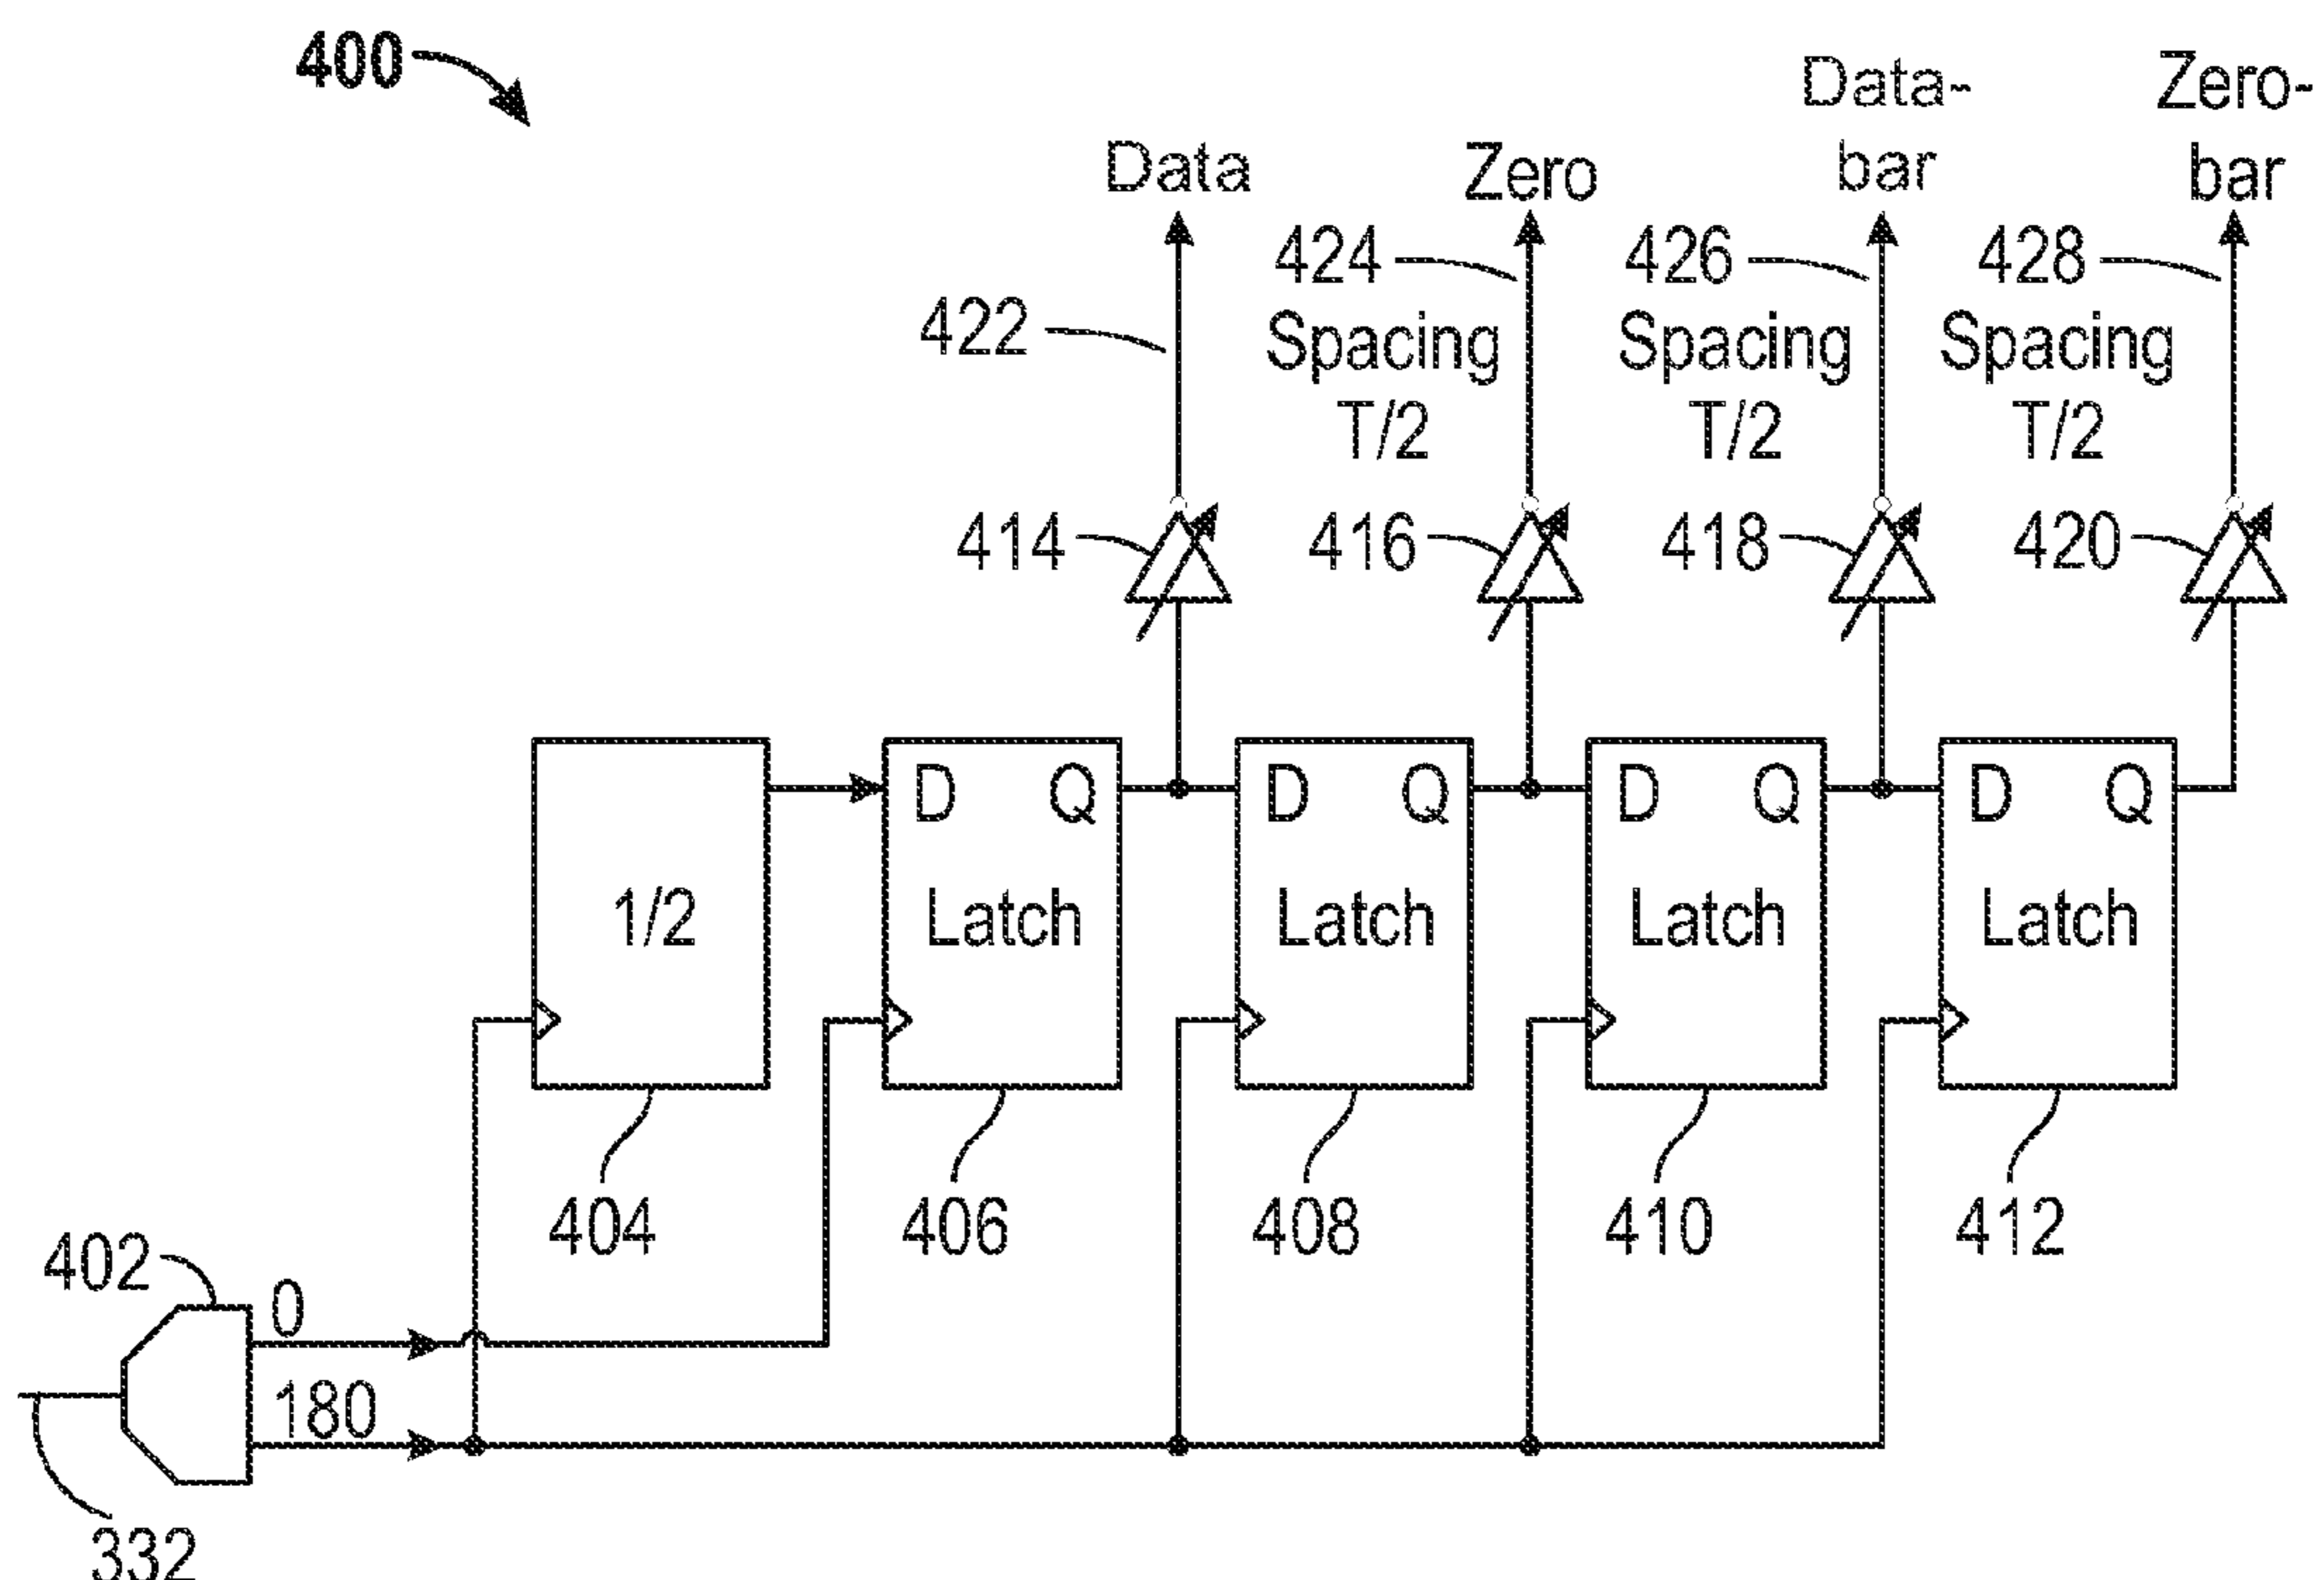 400
Data
Zero
Data-
bar
Zero-
bar
422
424
Spacing
T/2
426
Spacing
T/2
428
Spacing
T/2
414
416
418
420
1/2
D Q
Latch
D Q
Latch
D Q
Latch
D Q
Latch
404
406
408
410
412
402
0
180
332